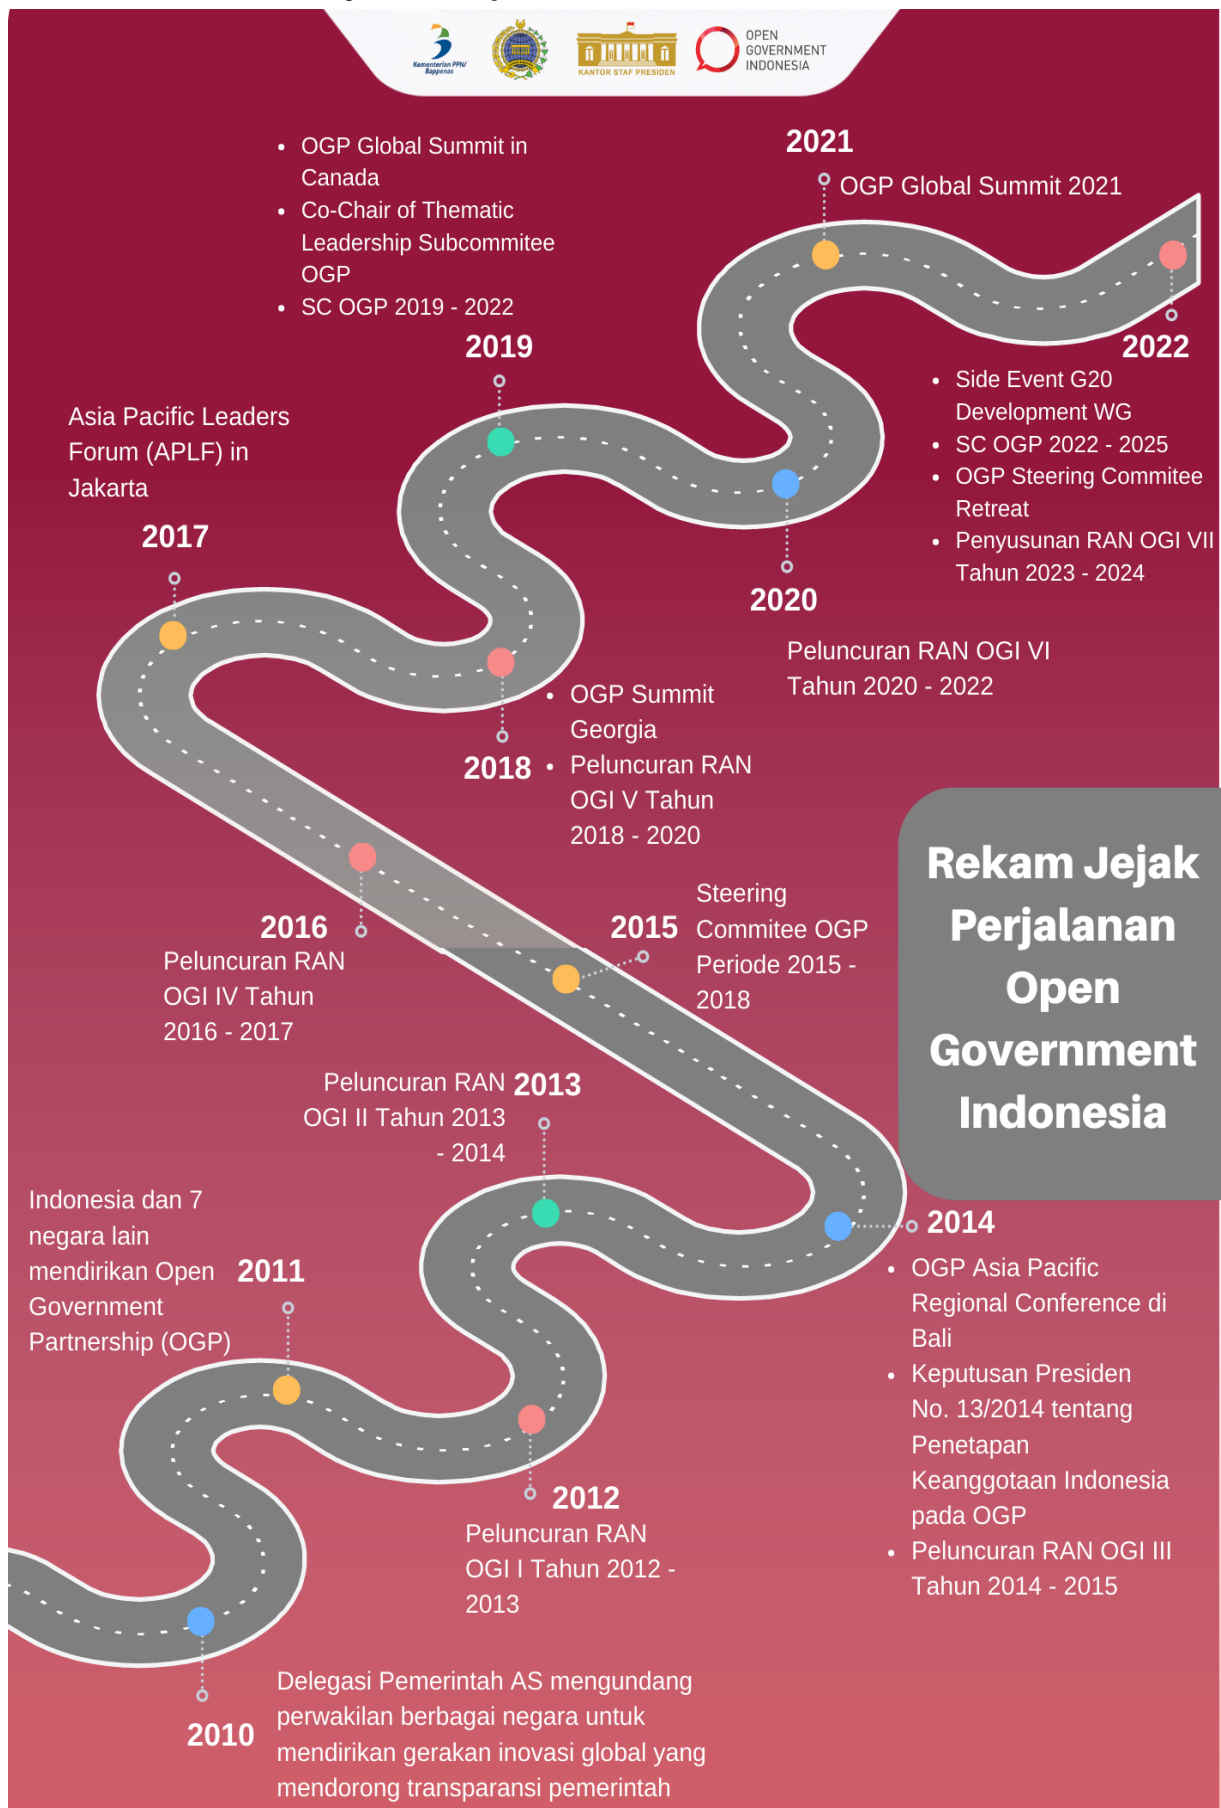 Kementerian PPN/
Bappenas
KANTOR STAF PRESIDEN
OPEN
GOVERNMENT
INDONESIA
• OGP Global Summit in
Canada
• Co-Chair of Thematic
Leadership Subcommitee
OGP
• SC OGP 2019 - 2022
2019
2021
OGP Global Summit 2021
2022
• Side Event G20
Development WG
• SC OGP 2022 - 2025
• OGP Steering Commitee
Retreat
• Penyusunan RAN OGI VII
Tahun 2023 - 2024
Asia Pacific Leaders
Forum (APLF) in
Jakarta
2017
2020
Peluncuran RAN OGI VI
Tahun 2020 - 2022
2018
• OGP Summit
Georgia
• Peluncuran RAN
OGI V Tahun
2018 - 2020
Rekam Jejak
Perjalanan
Open
Government
Indonesia
2016
Peluncuran RAN
OGI IV Tahun
2016 - 2017
2015
Steering
Commitee OGP
Periode 2015 -
2018
Peluncuran RAN
OGI II Tahun 2013
- 2014
2013
Indonesia dan 7
negara lain
mendirikan Open
Government
Partnership (OGP)
2011
2014
• OGP Asia Pacific
Regional Conference di
Bali
• Keputusan Presiden
No. 13/2014 tentang
Penetapan
Keanggotaan Indonesia
pada OGP
• Peluncuran RAN OGI III
Tahun 2014 - 2015
2012
Peluncuran RAN
OGI I Tahun 2012 -
2013
2010
Delegasi Pemerintah AS mengundang
perwakilan berbagai negara untuk
mendirikan gerakan inovasi global yang
mendorong transparansi pemerintah